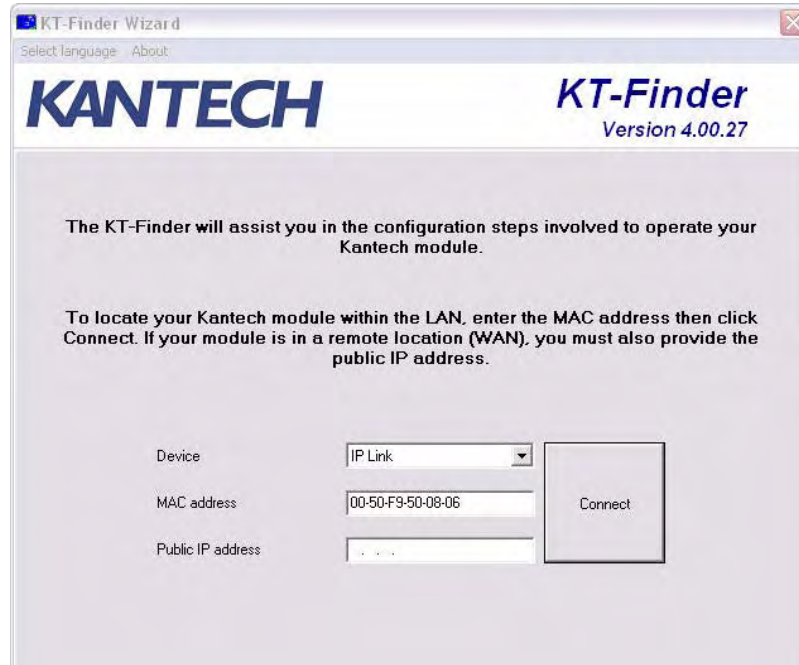 KT-Finder Wizard
Select language About
KANTECH
KT-Finder
Version 4.00.27
The KT-Finder will assist you in the configuration steps involved to operate your
Kantech module.
To locate your Kantech module within the LAN, enter the MAC address then click
Connect. If your module is in a remote location (WAN), you must also provide the
public IP address.
Device IP Link
MAC address 00-50-F9-50-08-06
Connect
Public IP address . . .